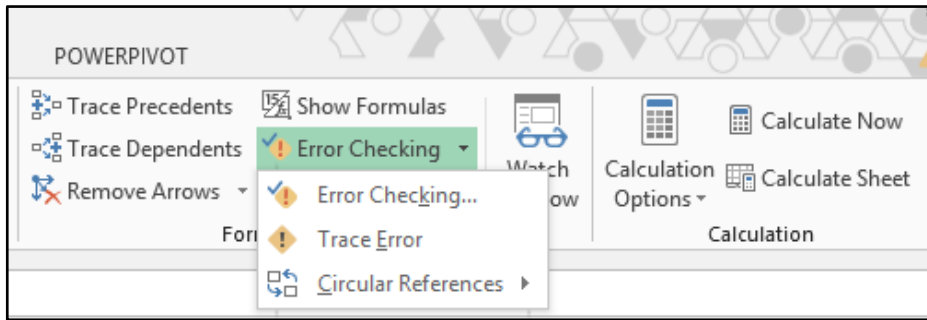 POWERPIVOT
Trace Precedents
Trace Dependents
Remove Arrows
Show Formulas
Error Checking
Error Checking...
Trace Error
Circular References
Calculation
Options
Calculate Now
Calculate Sheet
Calculation